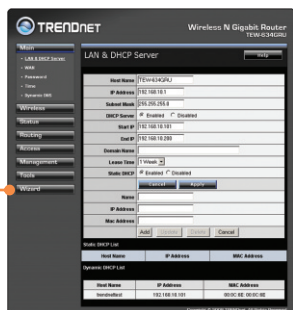 TRENDNET
Wireless N Gigabit Router
TEW-634GRU
Main
LAN & DHCP Server
WAN
Password
Time
Dynamic DNS
Wireless
Status
Routing
Access
Management
Tools
Wizard
LAN & DHCP Server
Help
Host Name TEW-634GRU
IP Address 192.168.10.1
Subnet Mask 255.255.255.0
DHCP Server Enabled Disabled
Start IP 192.168.10.101
End IP 192.168.10.200
Domain Name
Lease Time 1 Week
Static DHCP Enabled Disabled
Cancel Apply
Name
IP Address
Mac Address
Add Update Delete Cancel
Static DHCP List
Host Name IP Address MAC Address
Dynamic DHCP List
Host Name IP Address MAC Address
trendnettest 192.168.10.101